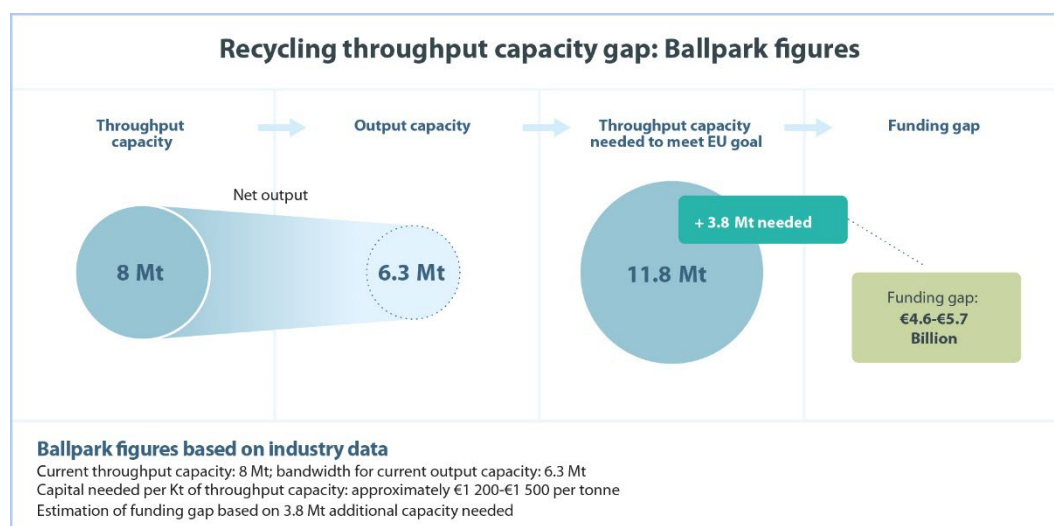 Recycling throughput capacity gap: Ballpark figures
Throughput
capacity
Output capacity
Throughput capacity
needed to meet EU goal
Funding gap
Net output
8 Mt
6.3 Mt
11.8 Mt
+ 3.8 Mt needed
Funding gap:
€4.6-€5.7
Billion
Ballpark figures based on industry data
Current throughput capacity: 8 Mt; bandwidth for current output capacity: 6.3 Mt
Capital needed per Kt of throughput capacity: approximately €1 200-€1 500 per tonne
Estimation of funding gap based on 3.8 Mt additional capacity needed